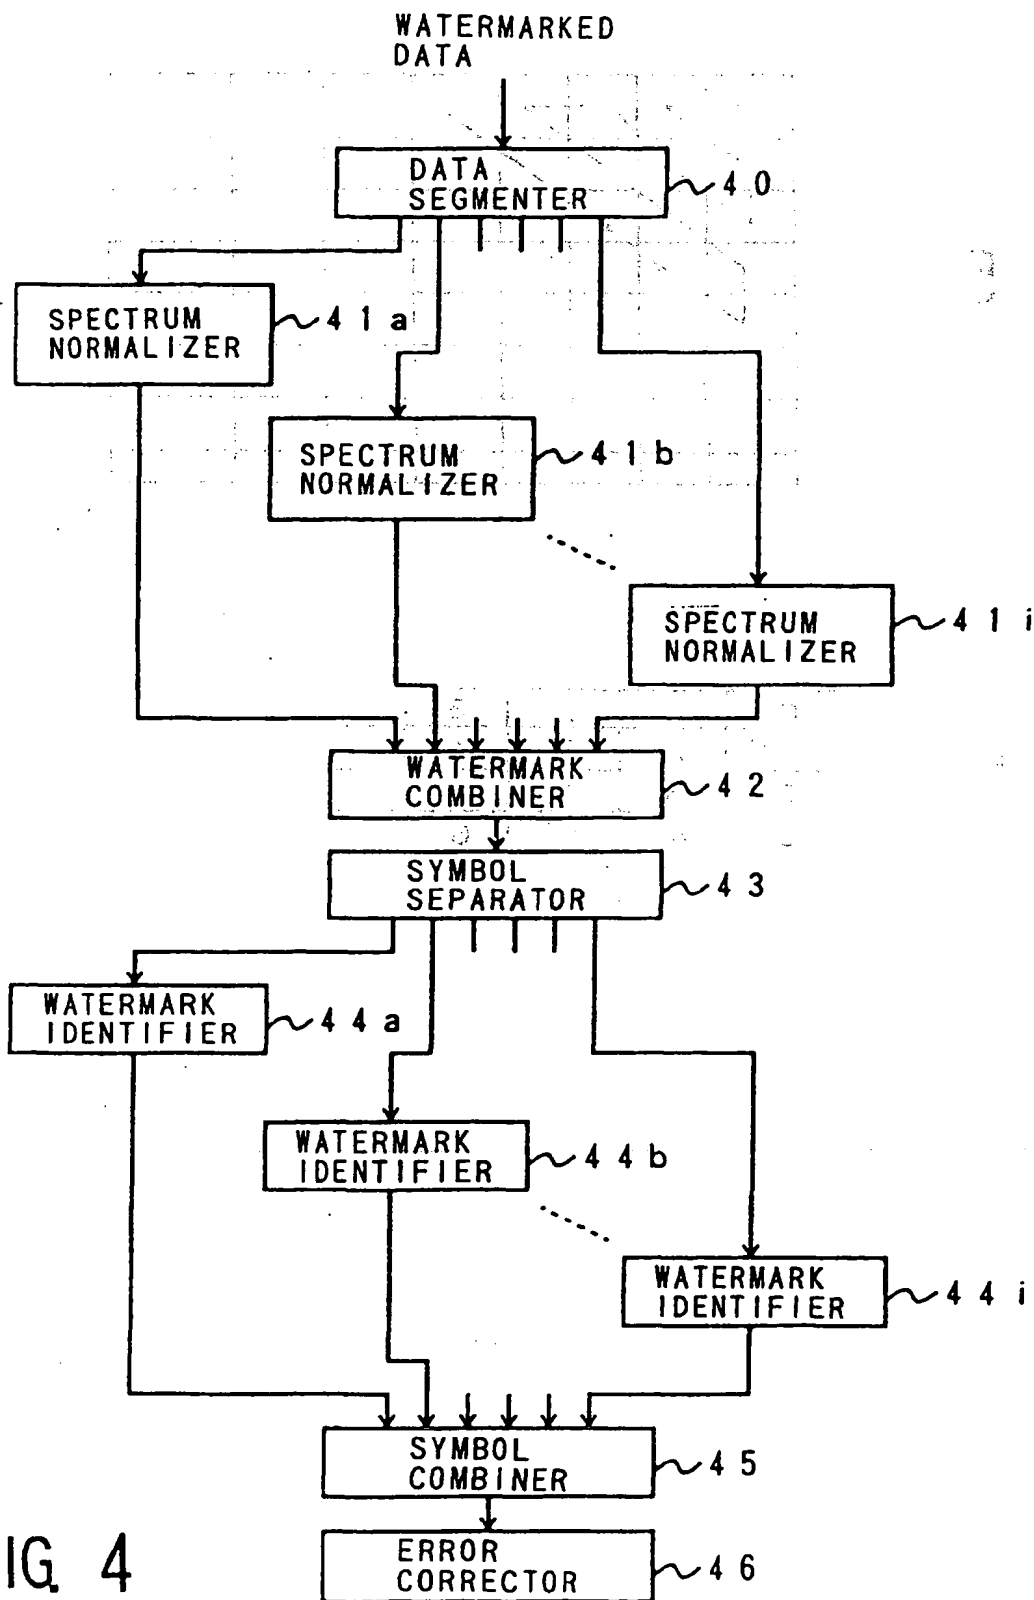 WATERMARKED
DATA
DATA
SEGMENTER
40
SPECTRUM
NORMALIZER
41a
SPECTRUM
NORMALIZER
41b
SPECTRUM
NORMALIZER
41i
WATERMARK
COMBINER
42
SYMBOL
SEPARATOR
43
WATERMARK
IDENTIFIER
44a
WATERMARK
IDENTIFIER
44b
WATERMARK
IDENTIFIER
44i
SYMBOL
COMBINER
45
ERROR
CORRECTOR
46
IG. 4